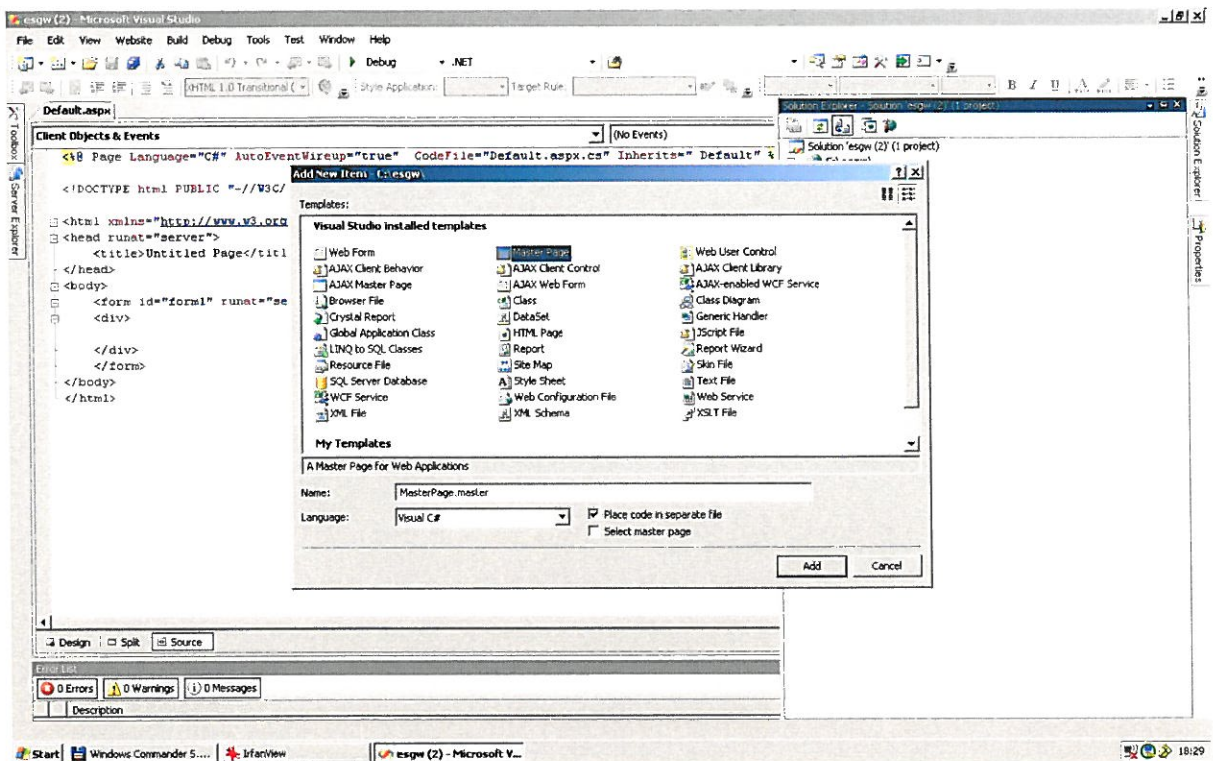 esgw (2) - Microsoft Visual Studio
File Edit View Website Build Debug Tools Test Window Help
Debug .NET
XHTML 1.0 Transitional ( Style Application: Target Rule: B I U
Default.aspx
Client Objects & Events (No Events)
<%@ Page Language="C#" AutoEventWireup="true" CodeFile="Default.aspx.cs" Inherits="_Default" %
<!DOCTYPE html PUBLIC "-//W3C/
<html xmlns="http://www.w3.org
<head runat="server">
<title>Untitled Page</titl
</head>
<body>
<form id="form1" runat="se
<div>
</div>
</form>
</body>
</html>
Toolbox
Server Explorer
Add New Item - C:\esgw\
Templates:
Visual Studio installed templates
Web Form Master Page Web User Control
AJAX Client Behavior AJAX Client Control AJAX Client Library
AJAX Master Page AJAX Web Form AJAX-enabled WCF Service
Browser File Class Class Diagram
Crystal Report DataSet Generic Handler
Global Application Class HTML Page JScript File
LINQ to SQL Classes Report Report Wizard
Resource File Site Map Skin File
SQL Server Database Style Sheet Text File
WCF Service Web Configuration File Web Service
XML File XML Schema XSLT File
My Templates
A Master Page for Web Applications
Name: MasterPage.master
Language: Visual C# Place code in separate file
Select master page
Add Cancel
Solution Explorer - Solution 'esgw (2)' (1 project)
Solution 'esgw (2)' (1 project)
Solution Explorer
Properties
Design Split Source
Error List
0 Errors 0 Warnings 0 Messages
Description
Start Windows Commander 5.... IrfanView esgw (2) - Microsoft V... 18:29